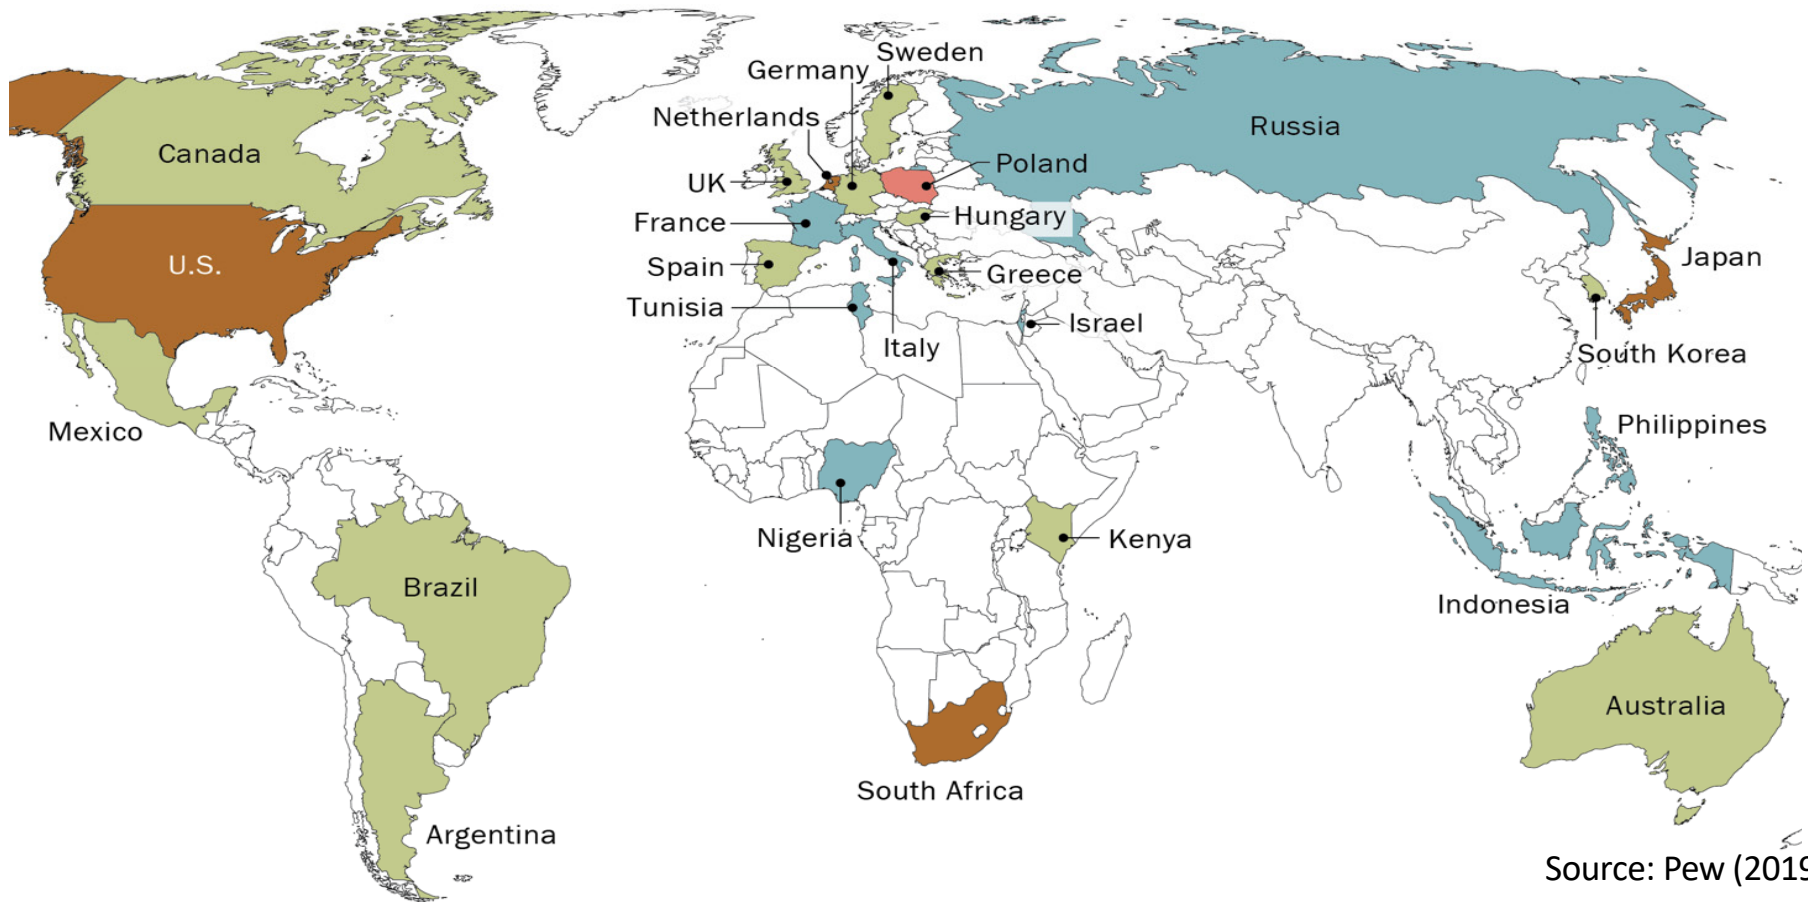 Sweden
Germany
Netherlands
Canada
Russia
Poland
UK
Hungary
France
U.S.
Spain
Greece
Japan
Tunisia
Israel
Italy
South Korea
Mexico
Philippines
Nigeria
Kenya
Brazil
Indonesia
Australia
South Africa
Argentina
Source: Pew (2019